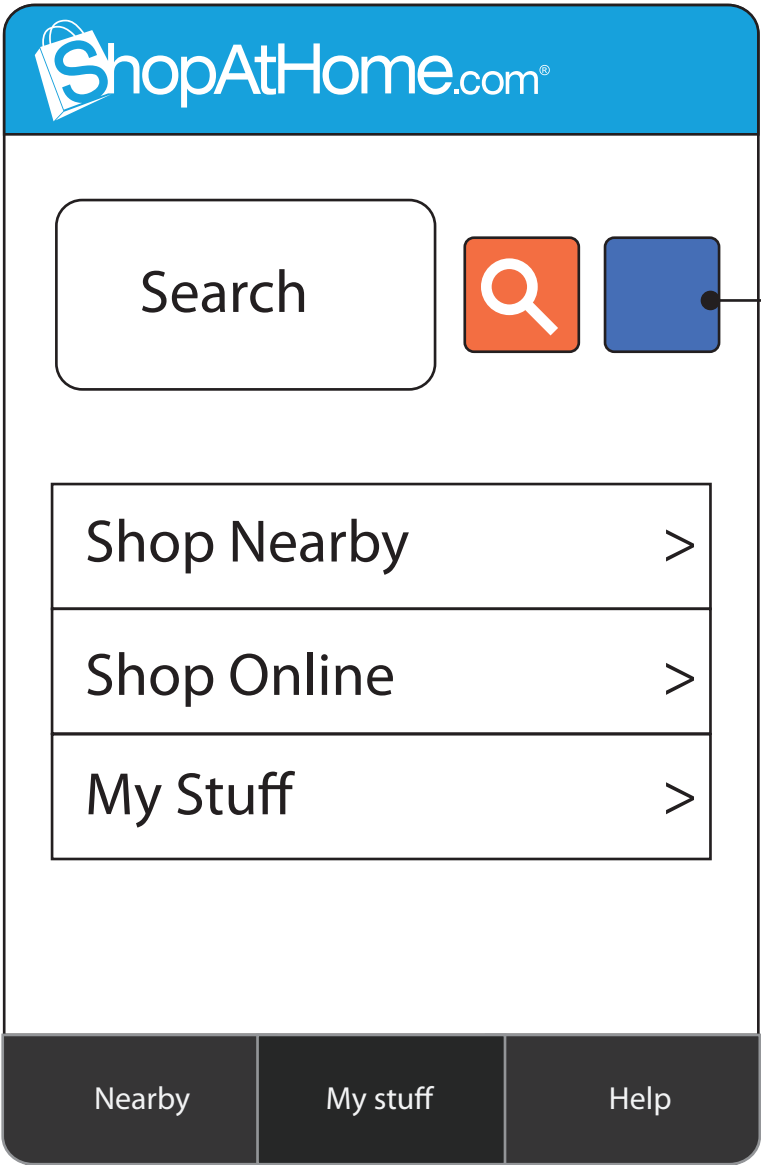 ShopAtHome.com®
Search
Shop Nearby >
Shop Online >
My Stuff >
Nearby My stuff Help